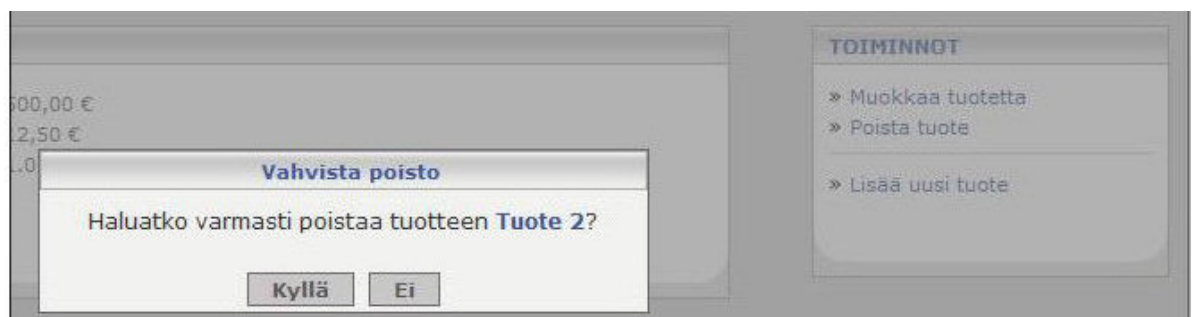 TOIMINNOT
» Muokkaa tuotetta
» Poista tuote
» Lisää uusi tuote
500,00 €
12,50 €
Vahvista poisto
Haluatko varmasti poistaa tuotteen Tuote 2?
Kyllä
Ei